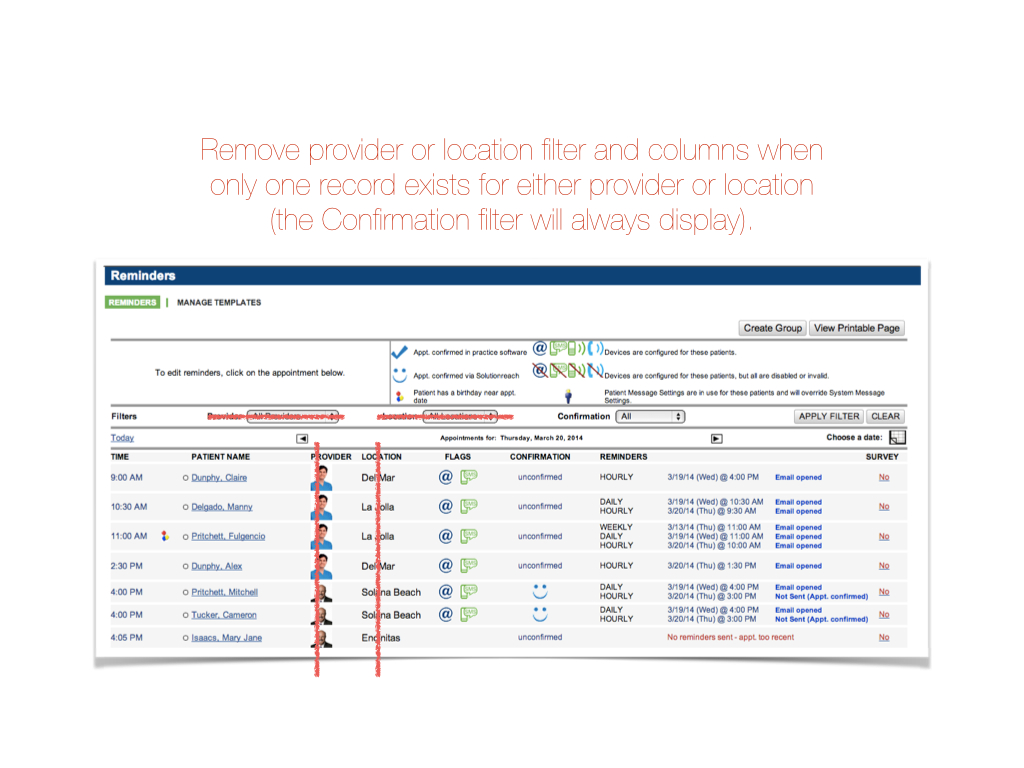 Remove provider or location filter and columns when
only one record exists for either provider or location
(the Confirmation filter will always display).
Reminders
REMINDERS | MANAGE TEMPLATES
Create Group View Printable Page
To edit reminders, click on the appointment below.
Appt. confirmed in practice software @ SMS Devices are configured for these patients.
Appt. confirmed via Solutionreach @ SMS Devices are configured for these patients, but all are disabled or invalid.
Patient has a birthday near appt. date
Patient Message Settings are in use for these patients and will override System Message Settings.
Filters Provider All Providers Location All Locations Confirmation All APPLY FILTER CLEAR
Today Appointments for: Thursday, March 20, 2014 Choose a date:
TIME PATIENT NAME PROVIDER LOCATION FLAGS CONFIRMATION REMINDERS SURVEY
9:00 AM Dunphy, Claire Del Mar @ SMS unconfirmed HOURLY 3/19/14 (Wed) @ 4:00 PM Email opened No
10:30 AM Delgado, Manny La Jolla @ SMS unconfirmed DAILY 3/19/14 (Wed) @ 10:30 AM Email opened No
HOURLY 3/20/14 (Thu) @ 9:30 AM Email opened
WEEKLY 3/13/14 (Thu) @ 11:00 AM Email opened
11:00 AM Pritchett, Fulgencio La Jolla @ SMS unconfirmed DAILY 3/19/14 (Wed) @ 11:00 AM Email opened No
HOURLY 3/20/14 (Thu) @ 10:00 AM Email opened
2:30 PM Dunphy, Alex Del Mar @ SMS unconfirmed HOURLY 3/20/14 (Thu) @ 1:30 PM Email opened No
4:00 PM Pritchett, Mitchell Solana Beach @ SMS DAILY 3/19/14 (Wed) @ 4:00 PM Email opened No
HOURLY 3/20/14 (Thu) @ 3:00 PM Not Sent (Appt. confirmed)
4:00 PM Tucker, Cameron Solana Beach @ SMS DAILY 3/19/14 (Wed) @ 4:00 PM Email opened No
HOURLY 3/20/14 (Thu) @ 3:00 PM Not Sent (Appt. confirmed)
4:05 PM Isaacs, Mary Jane Encinitas unconfirmed No reminders sent - appt. too recent No